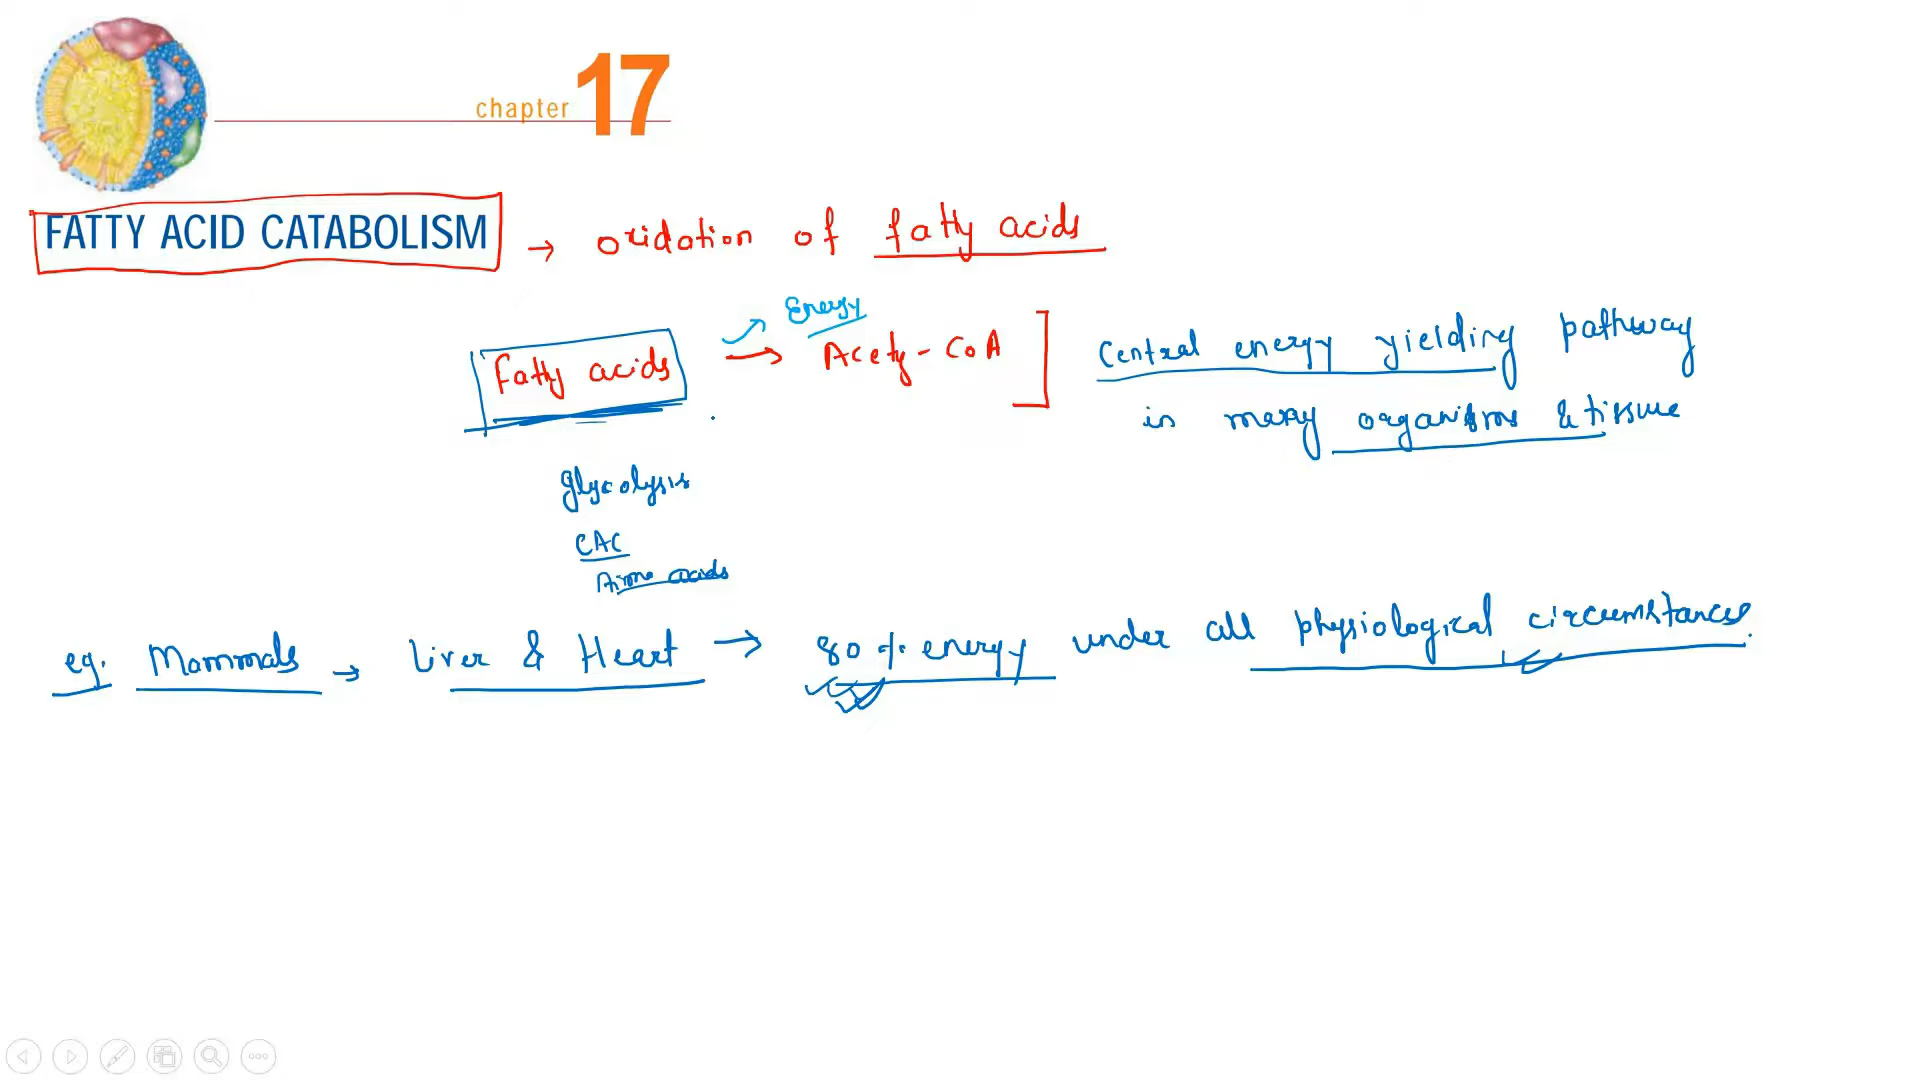 chapter 17
FATTY ACID CATABOLISM → oxidation of fatty acids
Energy
Fatty acids → Acety-CoA ] Central energy yielding pathway
in many organisms & tissue
glycolysis
CAC
Amino acids
eg. Mammals → Liver & Heart → 80% energy under all physiological circumstances.